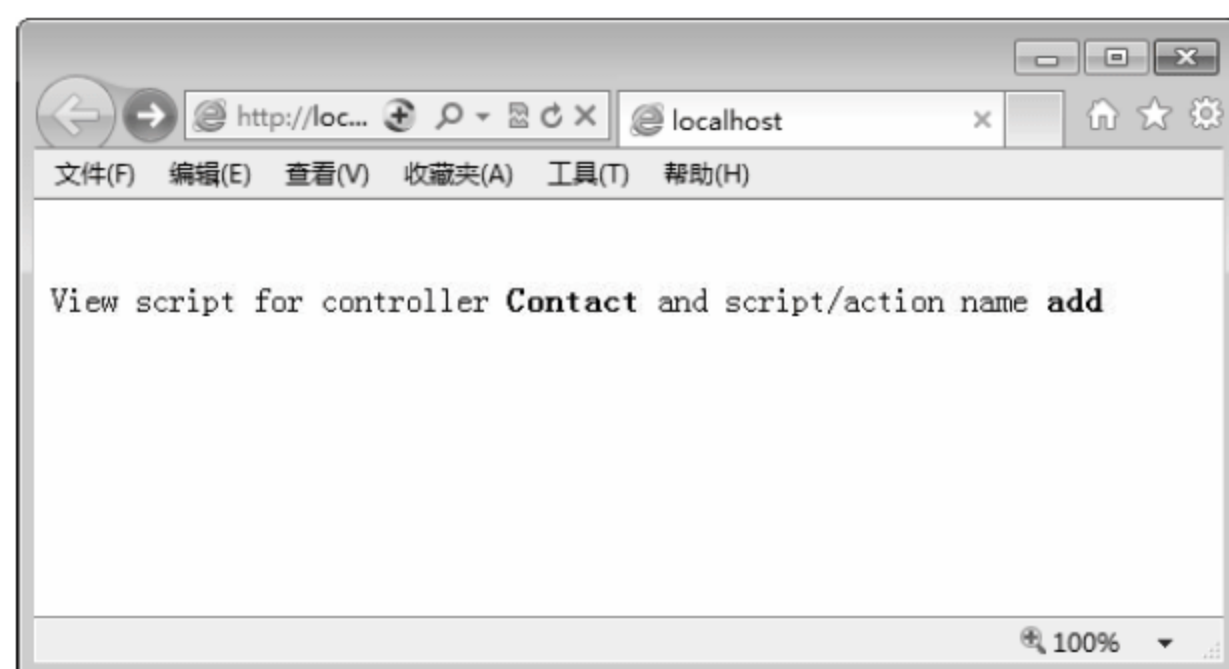 http://loc...
localhost
文件(F) 编辑(E) 查看(V) 收藏夹(A) 工具(T) 帮助(H)
View script for controller Contact and script/action name add
100%